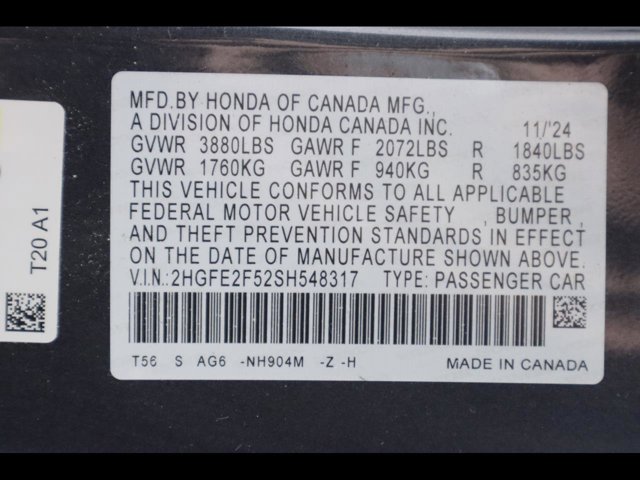 MFD.BY HONDA OF CANADA MFG.,
A DIVISION OF HONDA CANADA INC. 11/'24
GVWR 3880LBS GAWR F 2072LBS R 1840LBS
GVWR 1760KG GAWR F 940KG R 835KG
THIS VEHICLE CONFORMS TO ALL APPLICABLE
FEDERAL MOTOR VEHICLE SAFETY , BUMPER ,
AND THEFT PREVENTION STANDARDS IN EFFECT
ON THE DATE OF MANUFACTURE SHOWN ABOVE.
V.I.N.:2HGFE2F52SH548317 TYPE: PASSENGER CAR
T56 S AG6 -NH904M -Z -H MADE IN CANADA
T20 A1